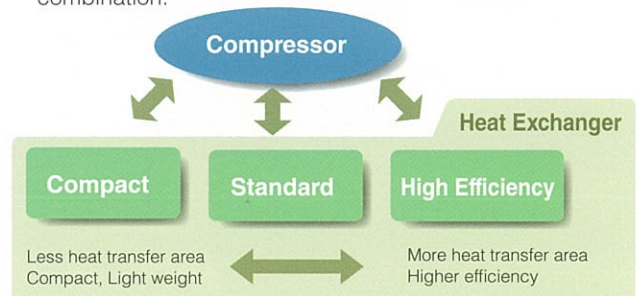 combination.
Compressor
Heat Exchanger
Compact
Standard
High Efficiency
Less heat transfer area
Compact, Light weight
More heat transfer area
Higher efficiency